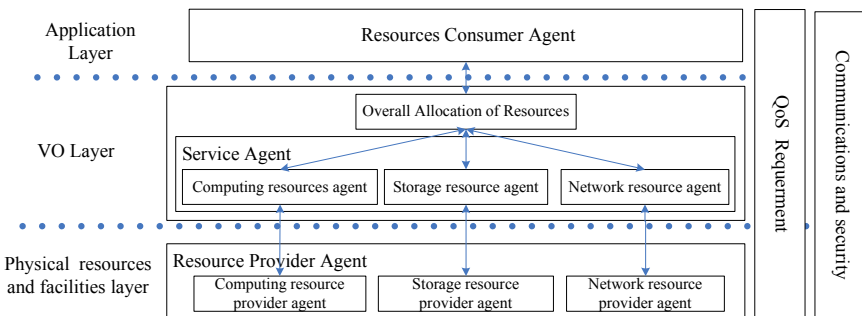 Application
Layer
Resources Consumer Agent
Overall Allocation of Resources
VO Layer
Service Agent
Computing resources agent
Storage resource agent
Network resource agent
Physical resources
and facilities layer
Resource Provider Agent
Computing resource
provider agent
Storage resource
provider agent
Network resource
provider agent
QoS Requerment
Communications and security